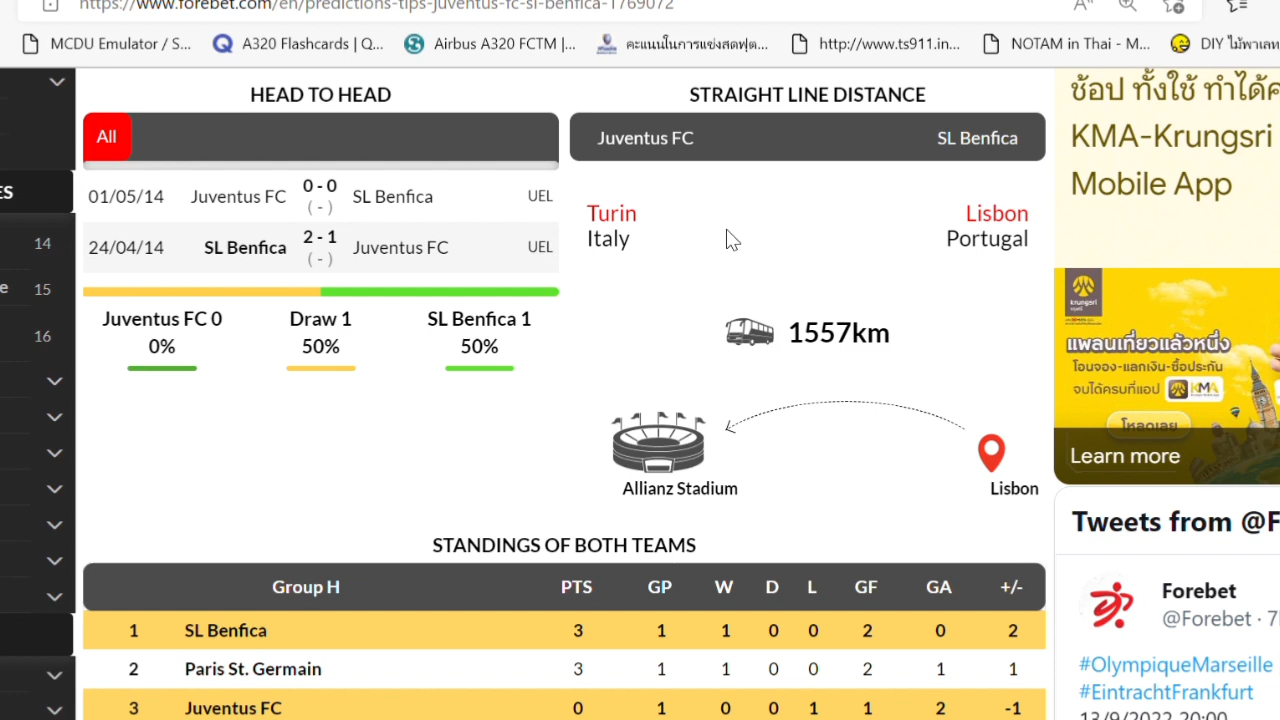 https://www.forebet.com/en/predictions-tips-juventus-fc-sl-benfica-1769072
MCDU Emulator / S... A320 Flashcards | Q... Airbus A320 FCTM |... คะแนนในการแข่งสดฟุต... http://www.ts911.in... NOTAM in Thai - M... DIY ไม้พาเลท
HEAD TO HEAD
All
01/05/14 Juventus FC 0 - 0 SL Benfica UEL
( - )
24/04/14 SL Benfica 2 - 1 Juventus FC UEL
( - )
Juventus FC 0 Draw 1 SL Benfica 1
0% 50% 50%
STRAIGHT LINE DISTANCE
Juventus FC SL Benfica
Turin Lisbon
Italy Portugal
1557km
Allianz Stadium Lisbon
STANDINGS OF BOTH TEAMS
Group H PTS GP W D L GF GA +/-
1 SL Benfica 3 1 1 0 0 2 0 2
2 Paris St. Germain 3 1 1 0 0 2 1 1
3 Juventus FC 0 1 0 0 1 1 2 -1
ES
14
e 15
16
ช้อป ทั้งใช้ ทำได้
KMA-Krungsri
Mobile App
krungsri
แพลนเที่ยวแล้วหนึ่ง
โอนจอง-แลกเงิน-ซื้อประกัน
จบได้ครบที่แอป KMA
โหลดเลย
Learn more
Tweets from @F
Forebet
@Forebet · 7
#OlympiqueMarseille
#EintrachtFrankfurt
13/9/2022 20:00